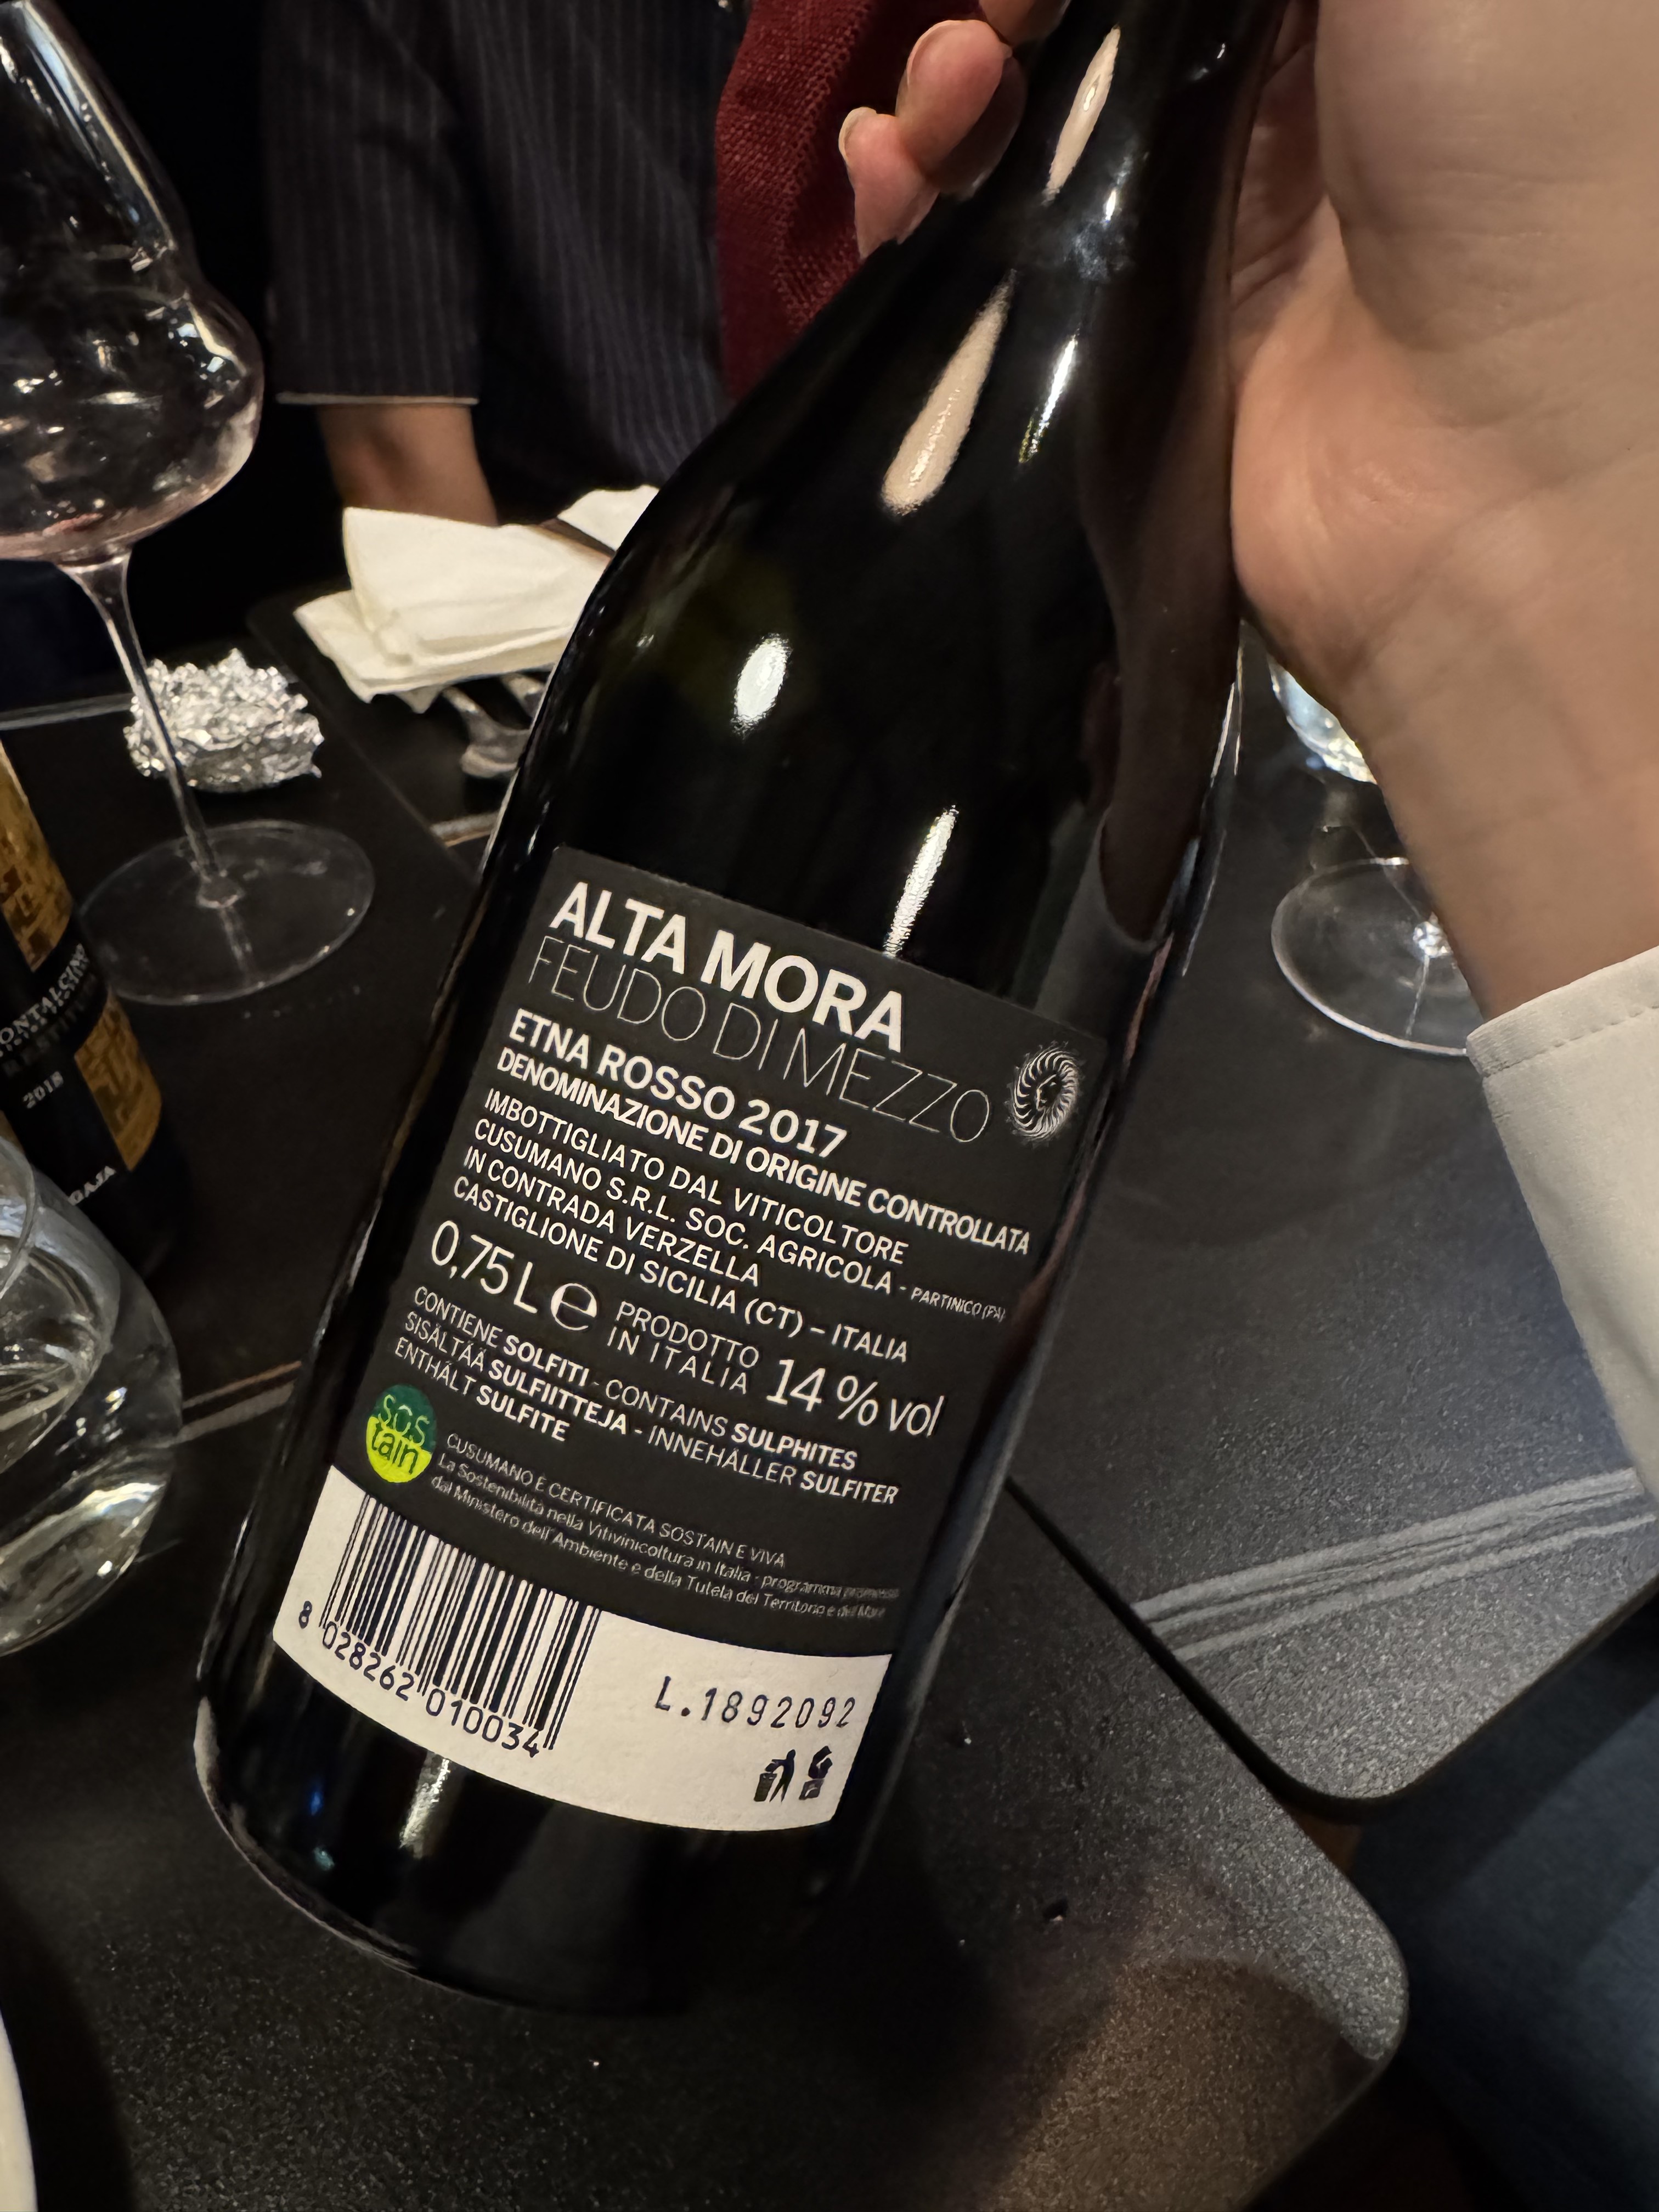 ALTA MORA
FEUDO DI MEZZO
ETNA ROSSO 2017
DENOMINAZIONE DI ORIGINE CONTROLLATA
IMBOTTIGLIATO DAL VITICOLTORE
CUSUMANO S.R.L. SOC. AGRICOLA - PARTINICO (PA)
IN CONTRADA VERZELLA
CASTIGLIONE DI SICILIA (CT) – ITALIA
0,75 L e PRODOTTO
IN ITALIA 14 % vol
CONTIENE SOLFITI - CONTAINS SULPHITES
SISÄLTÄÄ SULFIITTEJA - INNEHÅLLER SULFITER
ENTHÄLT SULFITE
SOS
tain
CUSUMANO È CERTIFICATA SOSTAIN E VIVA
La Sostenibilità nella Vitivinicoltura in Italia - programma promosso
dal Ministero dell'Ambiente e della Tutela del Territorio e del Mare
8 028262 010034
L.1892092
ONTALCINO
2018
GAJA